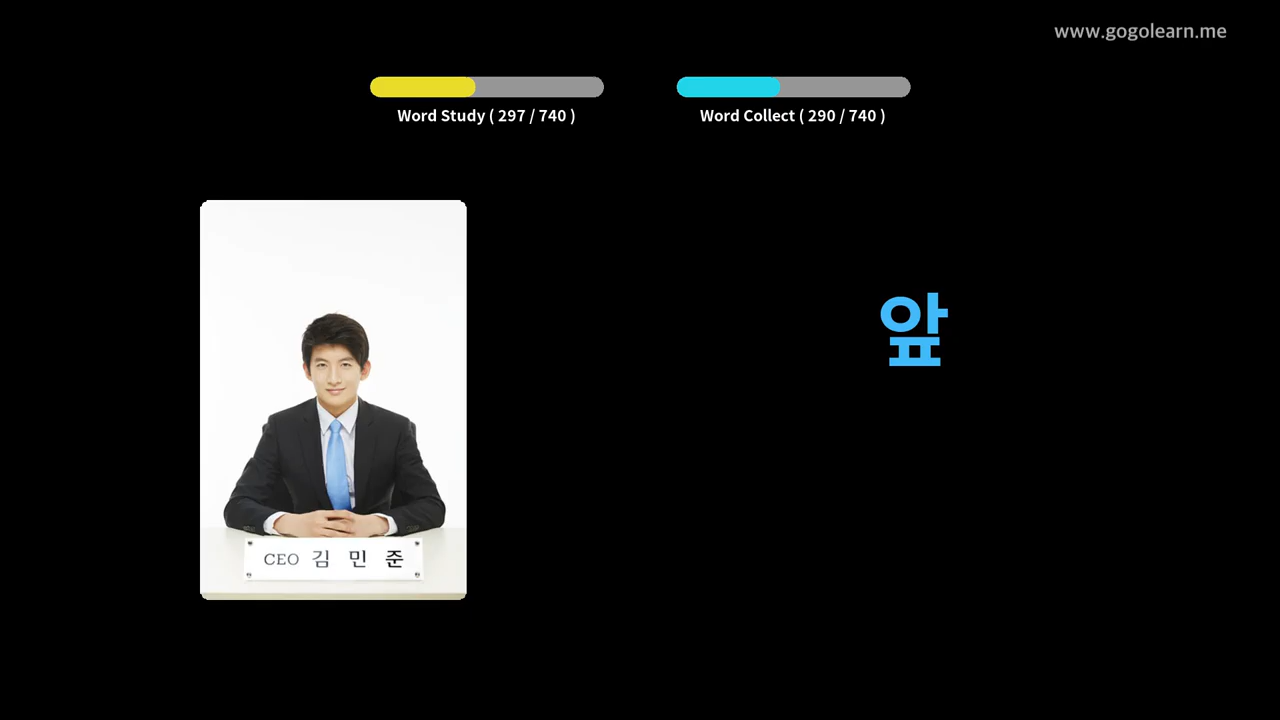 www.gogolearn.me
Word Study ( 297 / 740 )
Word Collect ( 290 / 740 )
앞
CEO 김 민 준